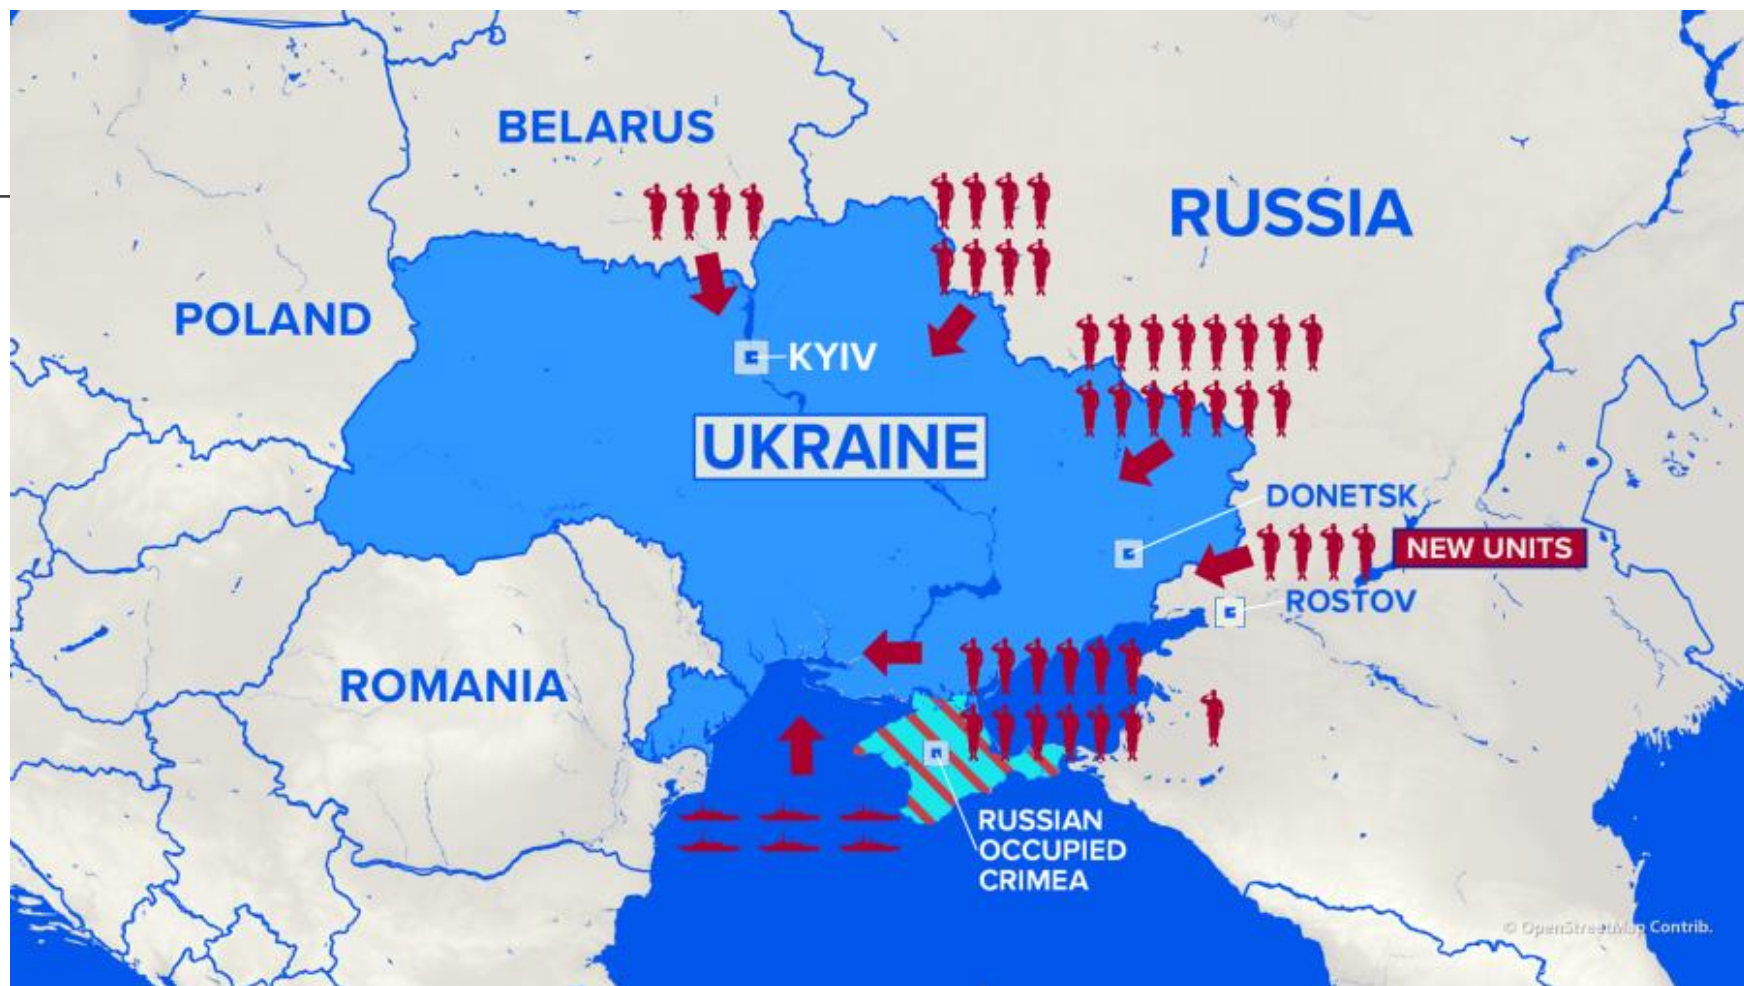 BELARUS
RUSSIA
POLAND
KYIV
UKRAINE
DONETSK
NEW UNITS
ROSTOV
ROMANIA
RUSSIAN
OCCUPIED
CRIMEA
© OpenStreetMap Contrib.